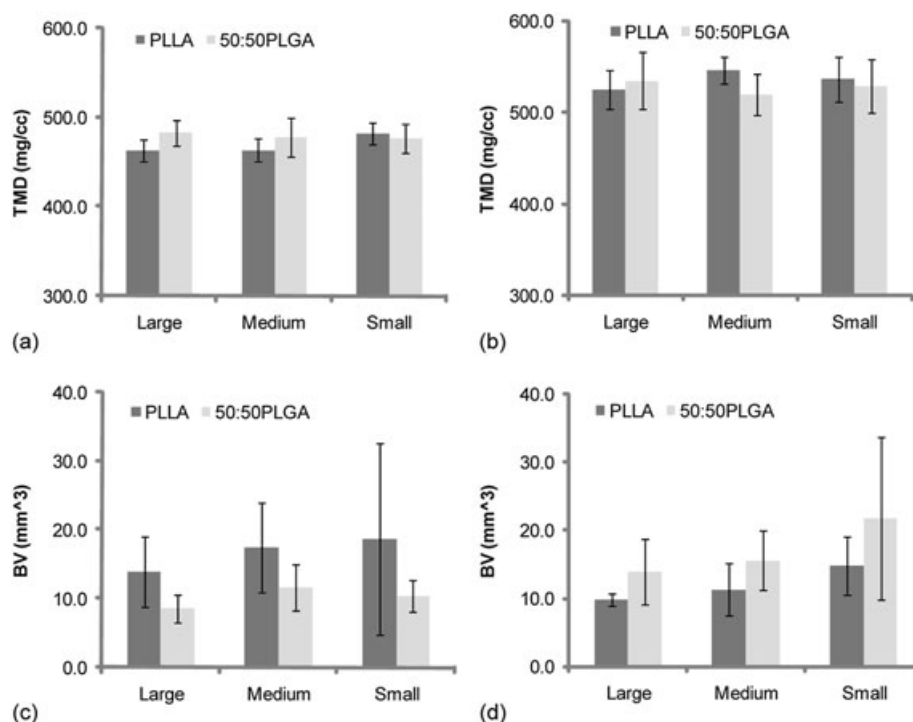 600.0
PLLA 50:50PLGA
500.0
TMD (mg/cc)
400.0
300.0
Large Medium Small
(a)
600.0
PLLA 50:50PLGA
500.0
TMD (mg/cc)
400.0
300.0
Large Medium Small
(b)
40.0
PLLA 50:50PLGA
30.0
BV (mm^3)
20.0
10.0
0.0
Large Medium Small
(c)
40.0
PLLA 50:50PLGA
30.0
BV (mm^3)
20.0
10.0
0.0
Large Medium Small
(d)